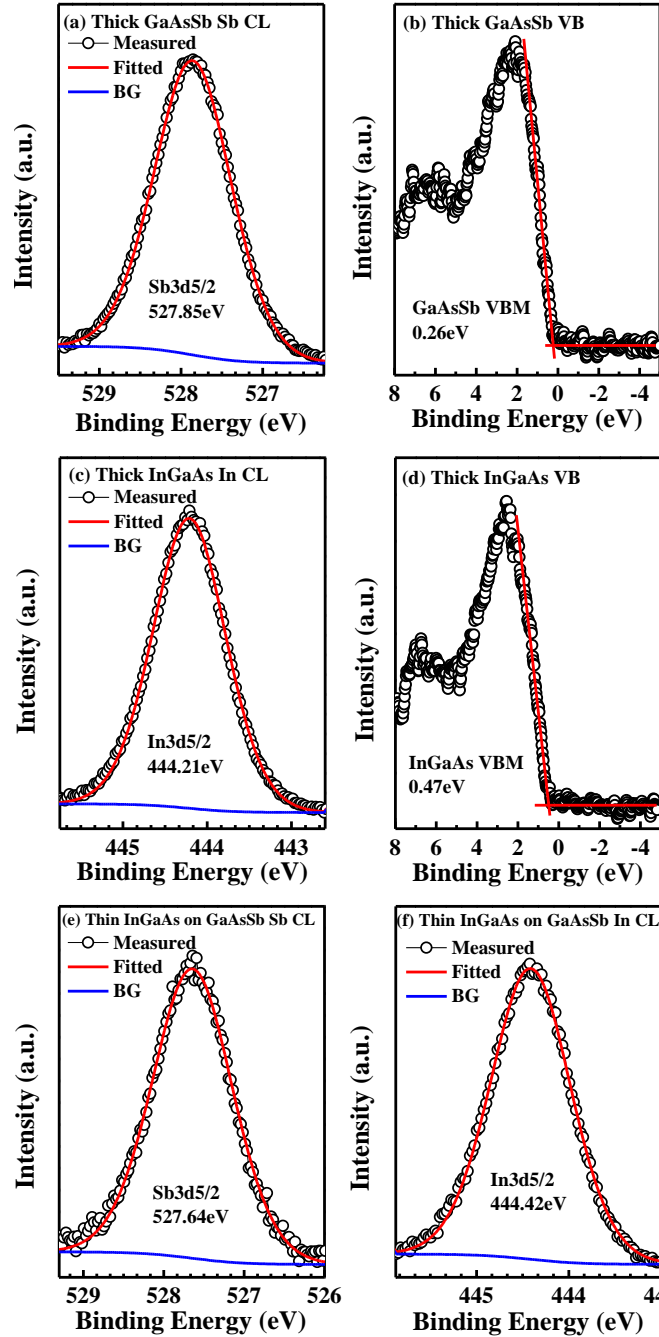 (a) Thick GaAsSb Sb CL
Measured
Fitted
BG
Sb3d5/2
527.85eV
Intensity (a.u.)
529 528 527
Binding Energy (eV)
(b) Thick GaAsSb VB
GaAsSb VBM
0.26eV
Intensity (a.u.)
8 6 4 2 0 -2 -4
Binding Energy (eV)
(c) Thick InGaAs In CL
Measured
Fitted
BG
In3d5/2
444.21eV
Intensity (a.u.)
445 444 443
Binding Energy (eV)
(d) Thick InGaAs VB
InGaAs VBM
0.47eV
Intensity (a.u.)
8 6 4 2 0 -2 -4
Binding Energy (eV)
(e) Thin InGaAs on GaAsSb Sb CL
Measured
Fitted
BG
Sb3d5/2
527.64eV
Intensity (a.u.)
529 528 527 526
Binding Energy (eV)
(f) Thin InGaAs on GaAsSb In CL
Measured
Fitted
BG
In3d5/2
444.42eV
Intensity (a.u.)
445 444
Binding Energy (eV)